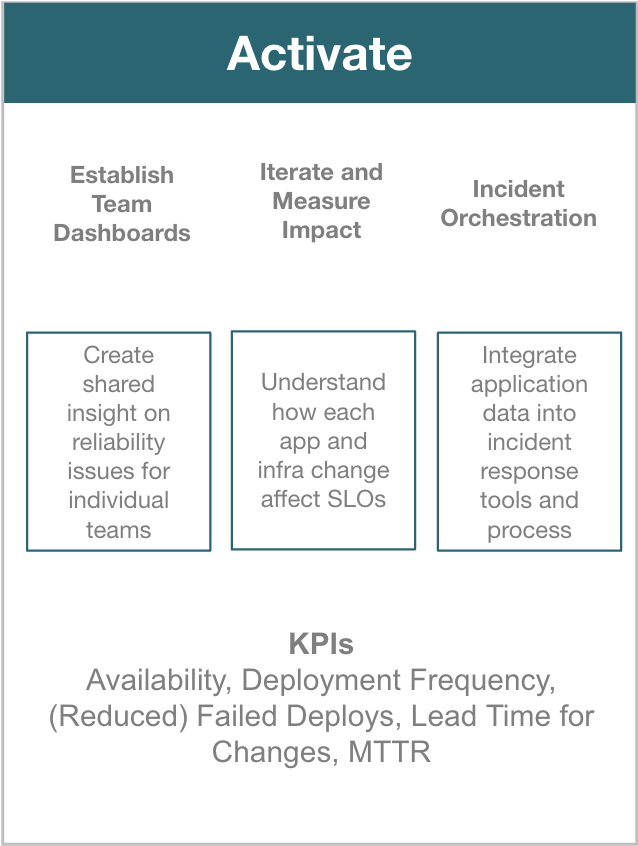 Activate
Establish
Team
Dashboards
Iterate and
Measure
Impact
Incident
Orchestration
Create
shared
insight on
reliability
issues for
individual
teams
Understand
how each
app and
infra change
affect SLOs
Integrate
application
data into
incident
response
tools and
process
KPIs
Availability, Deployment Frequency,
(Reduced) Failed Deploys, Lead Time for
Changes, MTTR